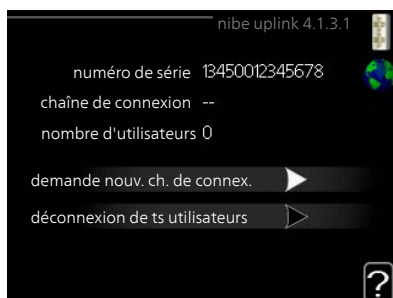 nibe uplink 4.1.3.1
numéro de série 13450012345678
chaîne de connexion --
nombre d'utilisateurs 0
demande nouv. ch. de connex.
déconnexion de ts utilisateurs
?